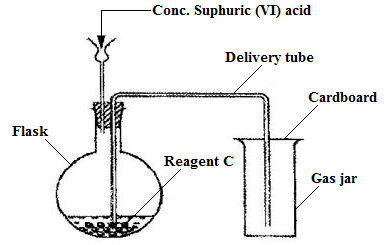 Conc. Suphuric (VI) acid
Delivery tube
Cardboard
Flask
Reagent C
Gas jar